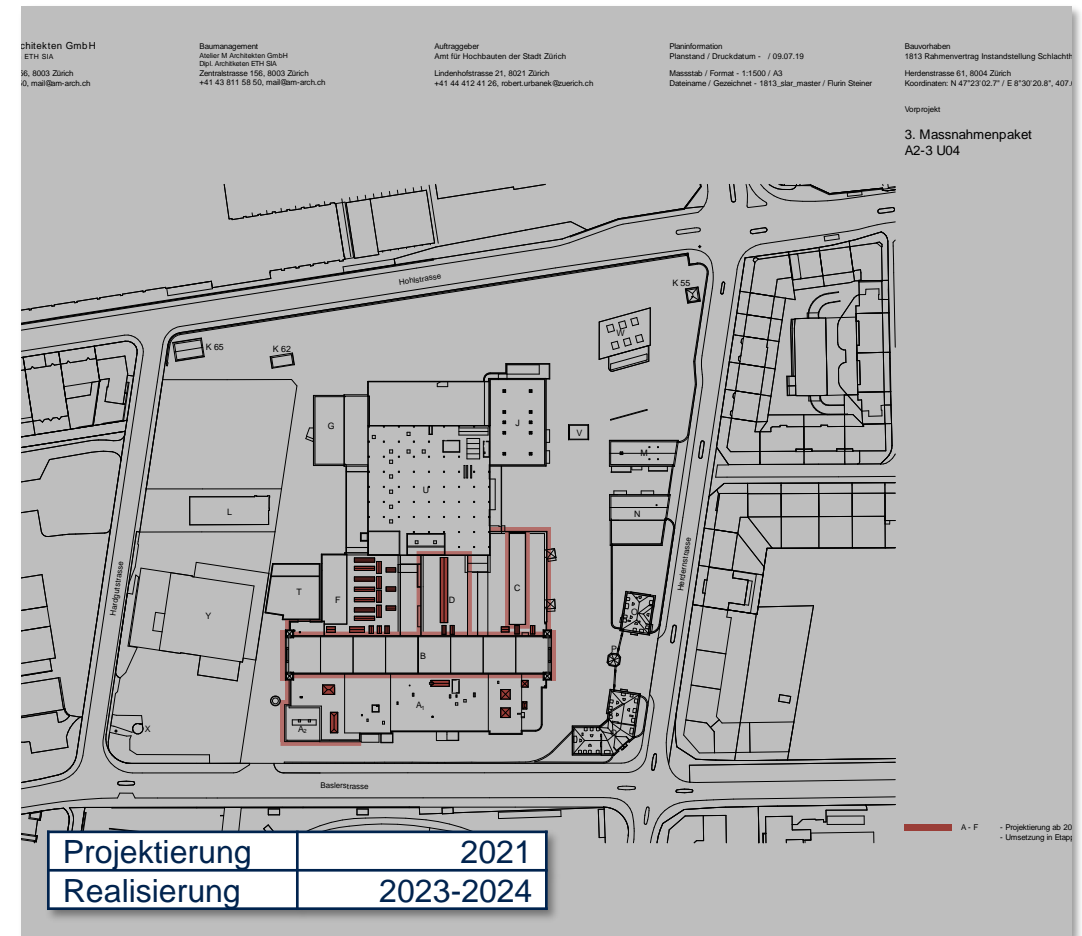 chitekten GmbH
ETH SIA
56, 8003 Zürich
50, mail@am-arch.ch
Baumanagement
Atelier M Architekten GmbH
Dipl. Architketen ETH SIA
Zentralstrasse 156, 8003 Zürich
+41 43 811 58 50, mail@am-arch.ch
Auftraggeber
Amt für Hochbauten der Stadt Zürich
Lindenhofstrasse 21, 8021 Zürich
+41 44 412 41 26, robert.urbanek@zuerich.ch
Planinformation
Planstand / Druckdatum - / 09.07.19
Massstab / Format - 1:1500 / A3
Dateiname / Gezeichnet - 1813_slar_master / Flurin Steiner
Bauvorhaben
1813 Rahmenvertrag Instandstellung Schlachth
Herdenstrasse 61, 8004 Zürich
Koordinaten: N 47°23'02.7" / E 8°30'20.8", 407.
Vorprojekt
3. Massnahmenpaket
A2-3 U04
Hohlstrasse
K 55
K 65
K 62
W
G
J
V
U
M
L
N
Hardgutstrasse
Herdernstrasse
T
F
D
C
Y
O
B
P
A1
A2
X
Baslerstrasse
A - F
- Projektierung ab 20
- Umsetzung in Etapp
Projektierung 2021
Realisierung 2023-2024